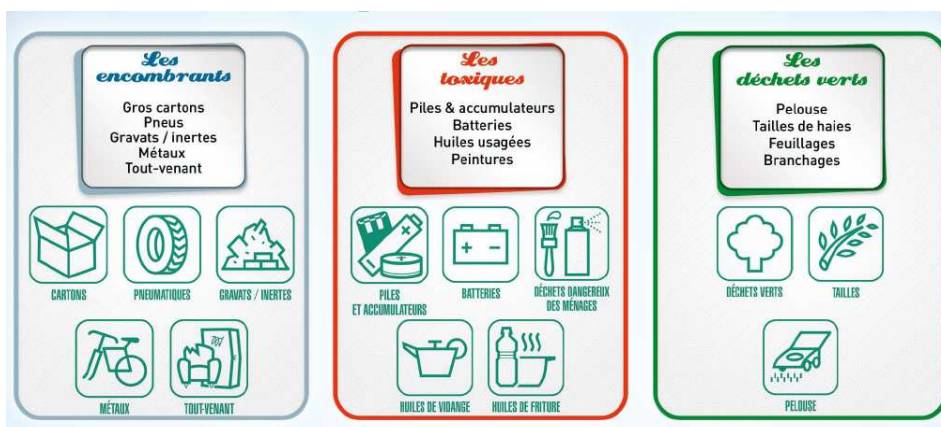 Les
encombrants
Gros cartons
Pneus
Gravats / inertes
Métaux
Tout-venant
CARTONS
PNEUMATIQUES
GRAVATS / INERTES
MÉTAUX
TOUT-VENANT
Les
toxiques
Piles & accumulateurs
Batteries
Huiles usagées
Peintures
PILES
ET ACCUMULATEURS
BATTERIES
DÉCHETS DANGEREUX
DES MÉNAGES
HUILES DE VIDANGE
HUILES DE FRITURE
Les
déchets verts
Pelouse
Tailles de haies
Feuillages
Branchages
DÉCHETS VERTS
TAILLES
PELOUSE